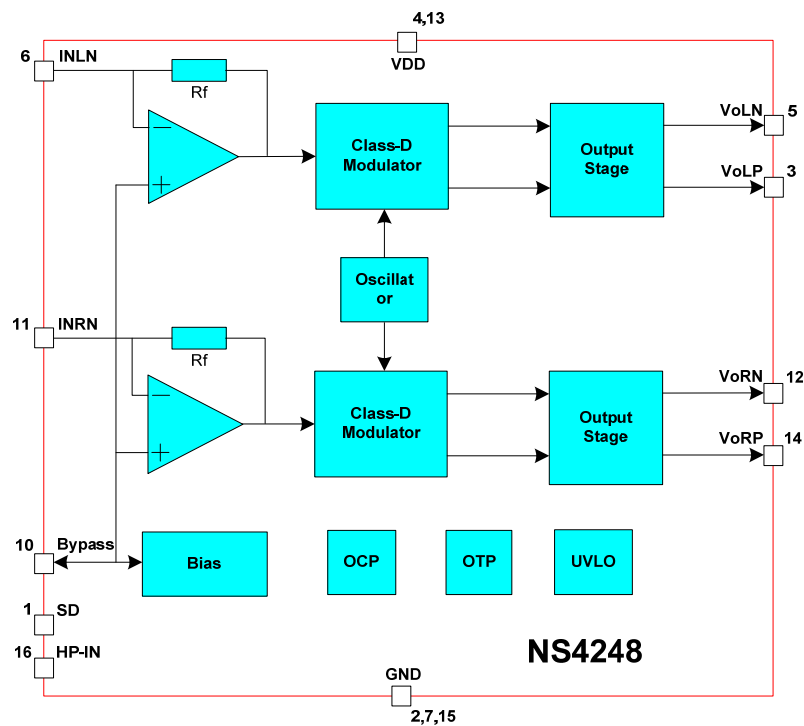 4,13
VDD
6
INLN
Rf
Class-D
Modulator
Output
Stage
VoLN
5
VoLP
3
Oscillat
or
11
INRN
Rf
Class-D
Modulator
Output
Stage
VoRN
12
VoRP
14
10
Bypass
Bias
OCP
OTP
UVLO
1
SD
16
HP-IN
NS4248
GND
2,7,15